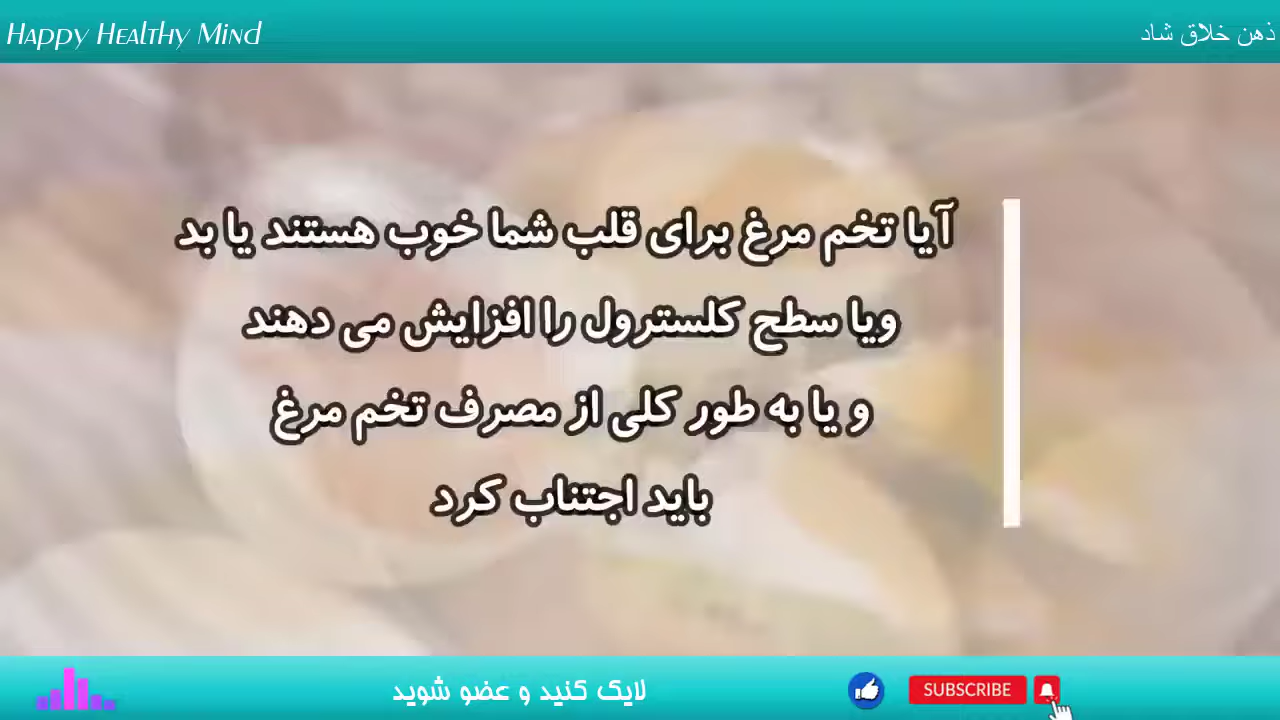 Happy Healthy Mind
ذهن خلاق شاد
آیا تخم مرغ برای قلب شما خوب هستند یا بد
ویا سطح کلسترول را افزایش می دهند
و یا به طور کلی از مصرف تخم مرغ
باید اجتناب کرد
لایک کنید و عضو شوید
SUBSCRIBE